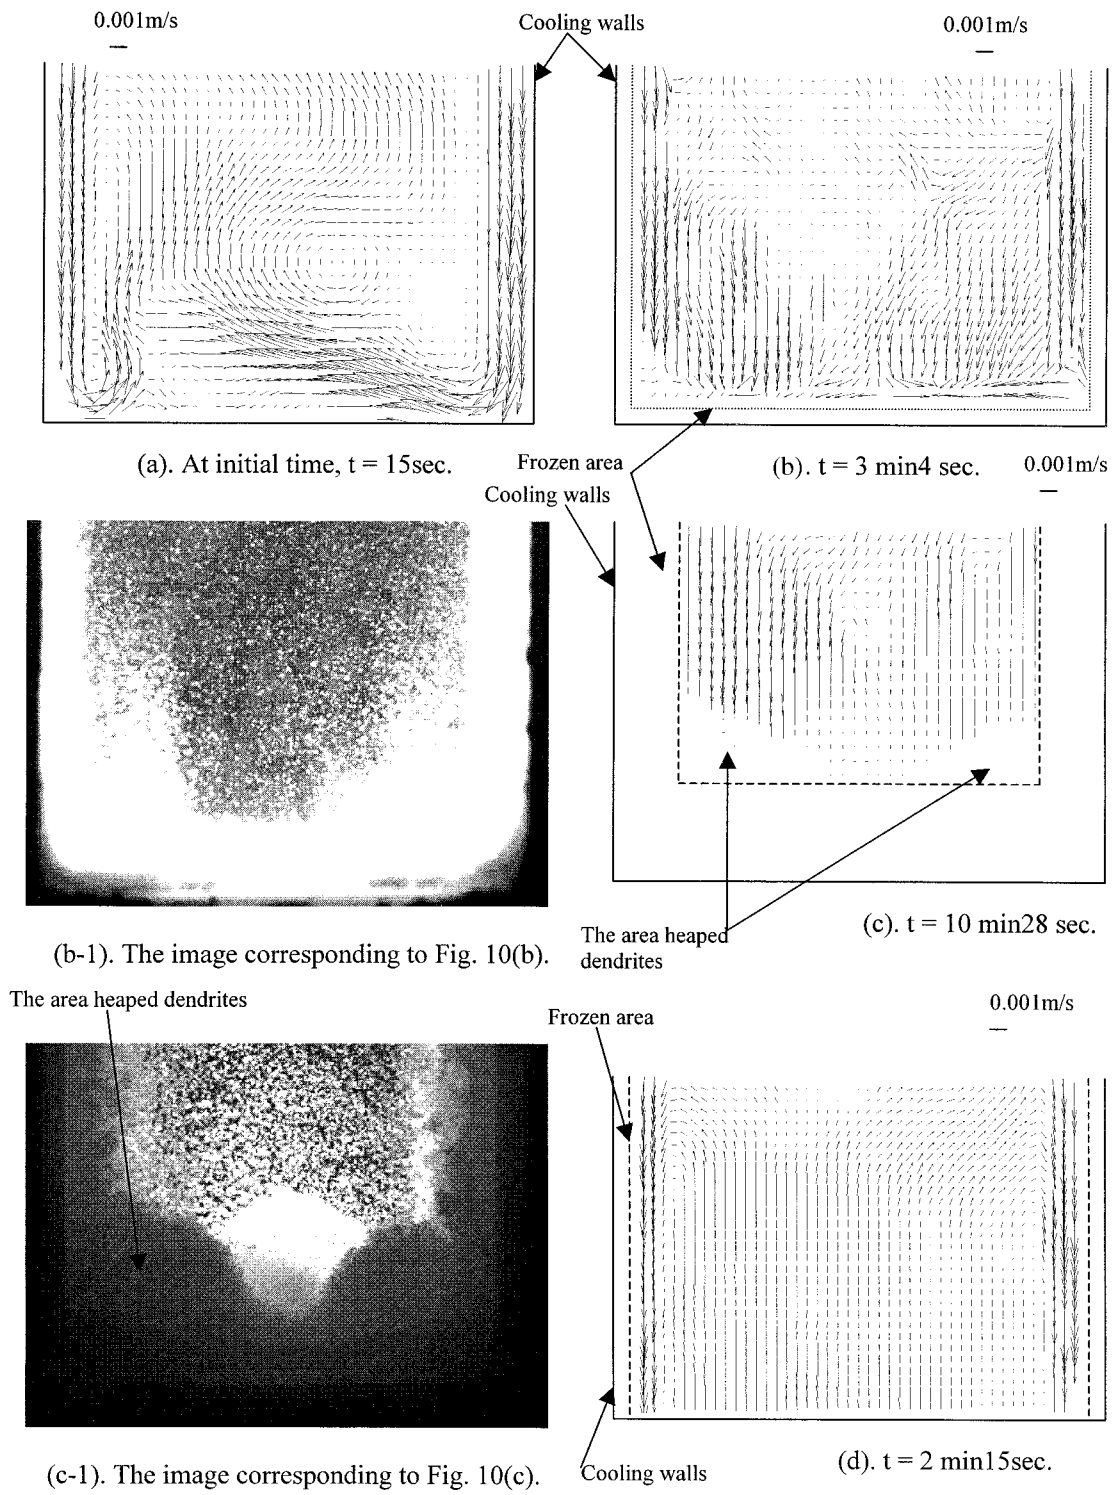 0.001m/s
Cooling walls
0.001m/s
(a). At initial time, t = 15sec.
Frozen area
Cooling walls
(b). t = 3 min4 sec.
0.001m/s
(b-1). The image corresponding to Fig. 10(b).
The area heaped
dendrites
(c). t = 10 min28 sec.
The area heaped dendrites
Frozen area
0.001m/s
(c-1). The image corresponding to Fig. 10(c).
Cooling walls
(d). t = 2 min15sec.